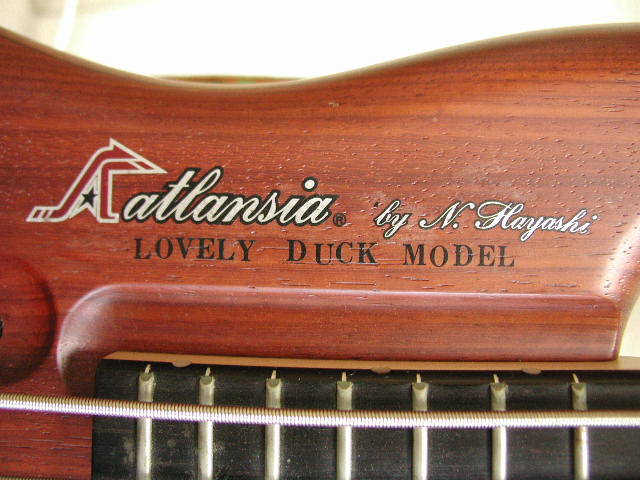 atlansia® by N. Hayashi
LOVELY DUCK MODEL